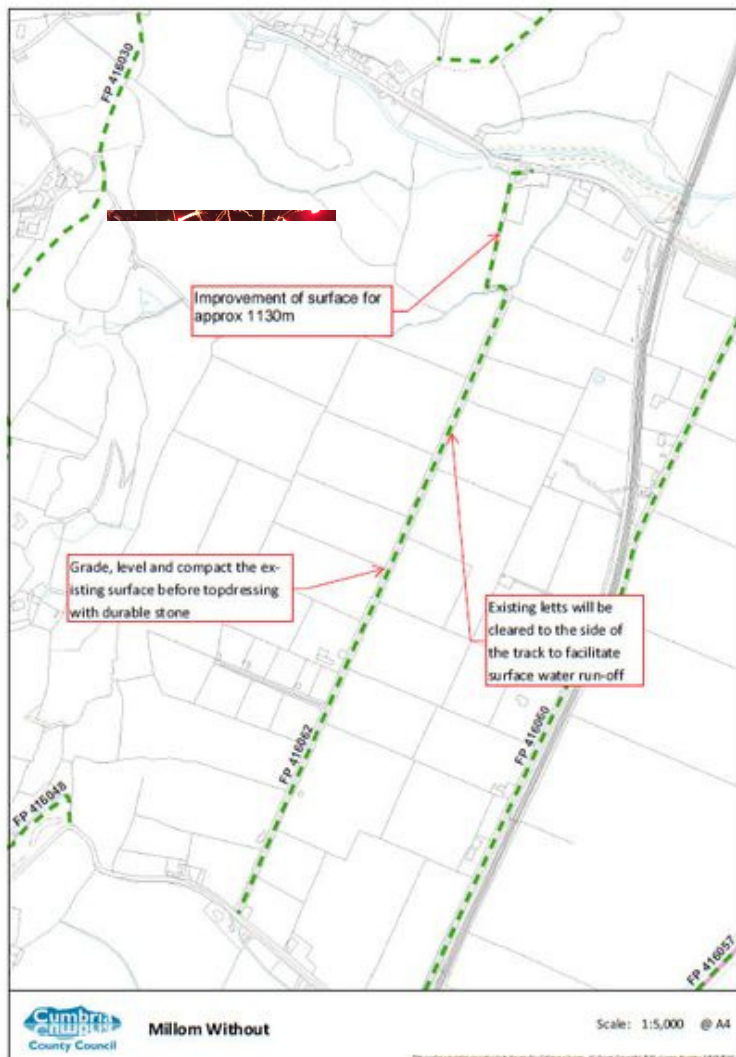 FP 416030
Improvement of surface for
approx 1130m
Grade, level and compact the ex-
isting surface before topdressing
with durable stone
Existing letts will be
cleared to the side of
the track to facilitate
surface water run-off
FP 416062
FP 416060
FP 416048
FP 416057
Cumbria
County Council
Millom Without
Scale: 1:5,000 @ A4